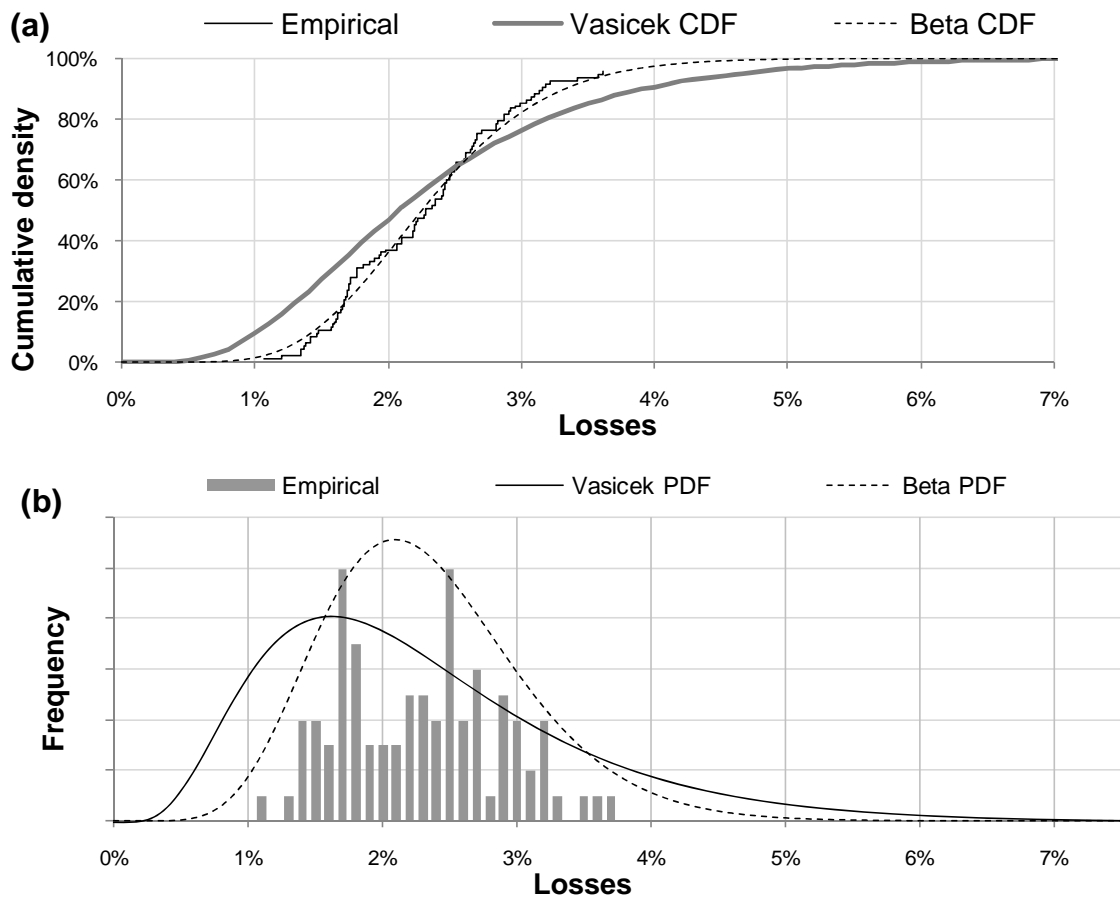 (a)
Empirical Vasicek CDF Beta CDF
100%
80%
60%
40%
20%
0%
Cumulative density
0% 1% 2% 3% 4% 5% 6% 7%
Losses
(b)
Empirical Vasicek PDF Beta PDF
Frequency
0% 1% 2% 3% 4% 5% 6% 7%
Losses